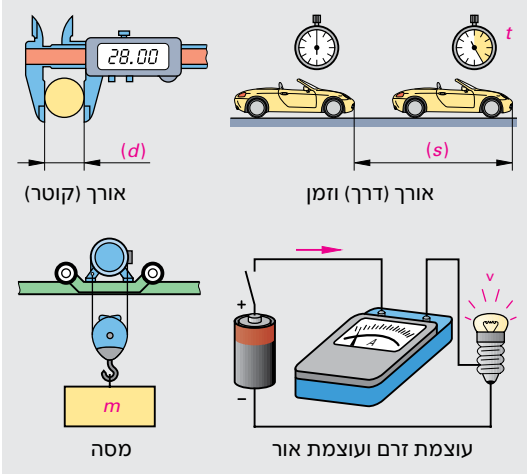 28.00
t
(d)
(s)
אורך (קוטר)
אורך (דרך) וזמן
+
A
v
−
m
מסה
עוצמת זרם ועוצמת אור